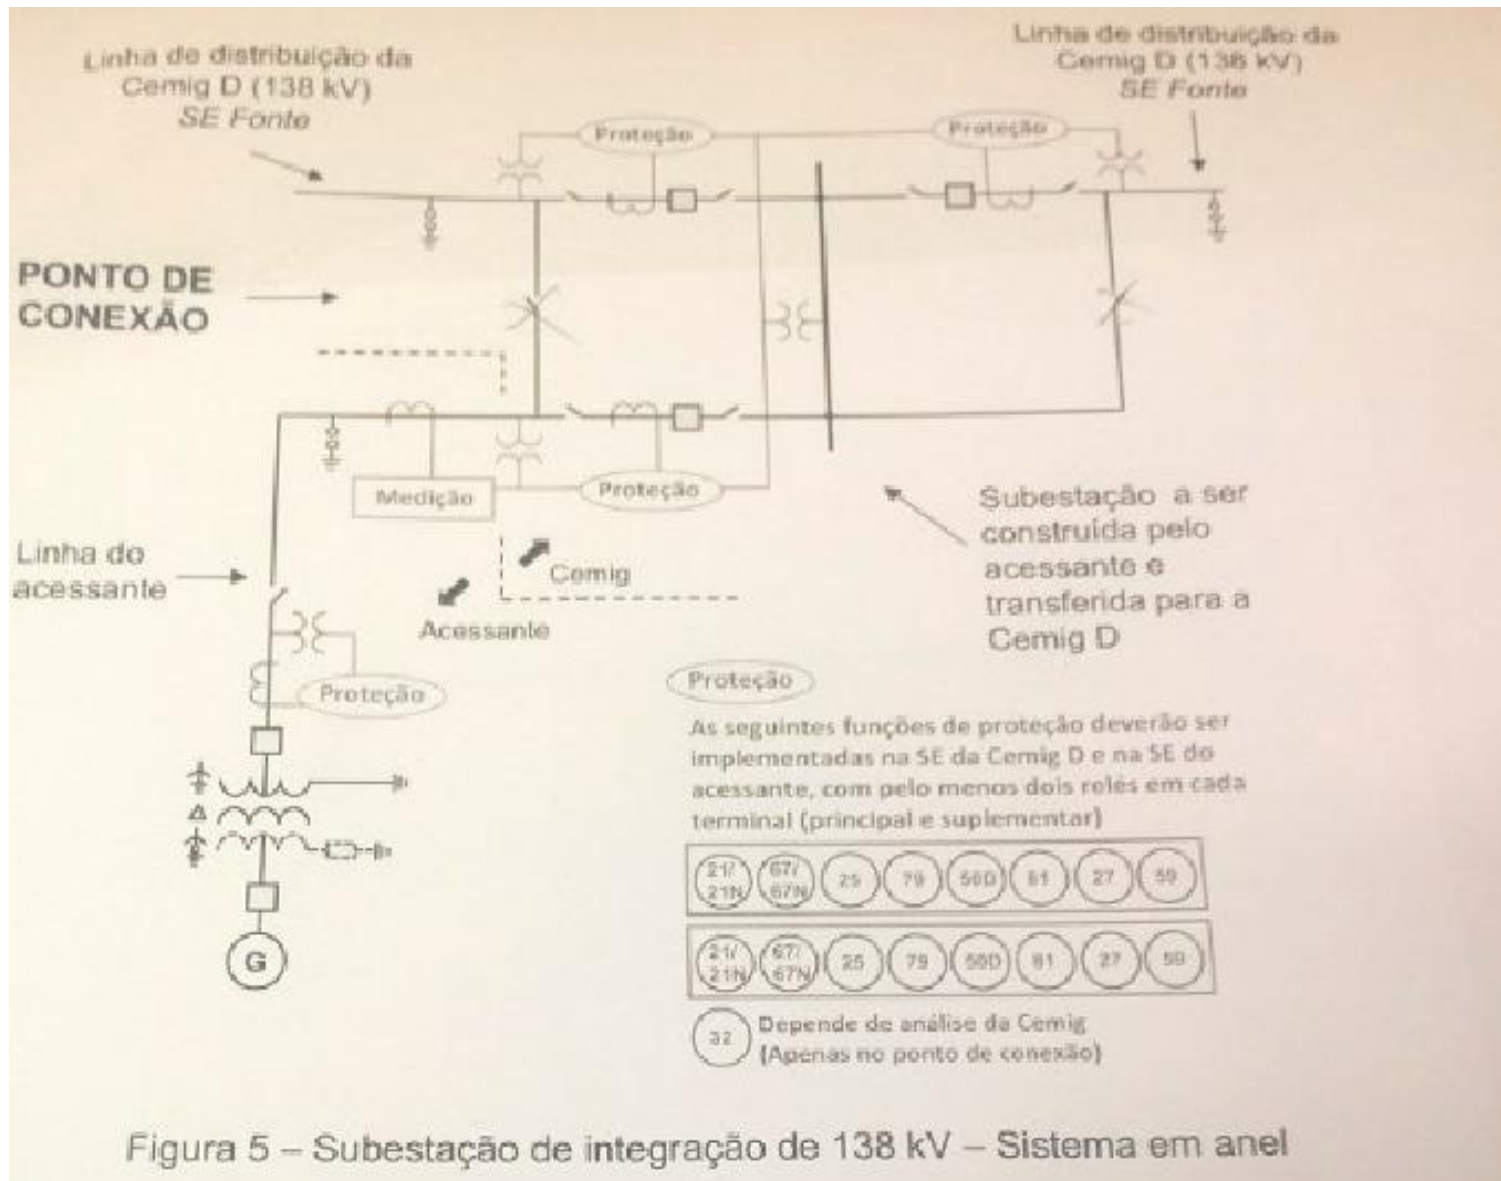 Linha de distribuição da
Cemig D (138 kV)
SE Fonte
Linha de distribuição da
Cemig D (138 kV)
SE Fonte
Proteção
Proteção
PONTO DE
CONEXÃO
Medição
Proteção
Subestação a ser
construída pelo
acessante e
transferida para a
Cemig D
Linha do
acessante
Cemig
Acessante
Proteção
Proteção
As seguintes funções de proteção deverão ser
implementadas na SE da Cemig D e na SE do
acessante, com pelo menos dois relés em cada
terminal (principal e suplementar)
21/ 67/
21N 67N 25 79 50D 81 27 59
21/ 67/
21N 67N 25 79 50D 81 27 59
G
32 Depende de análise da Cemig
(Apenas no ponto de conexão)
Figura 5 – Subestação de integração de 138 kV – Sistema em anel